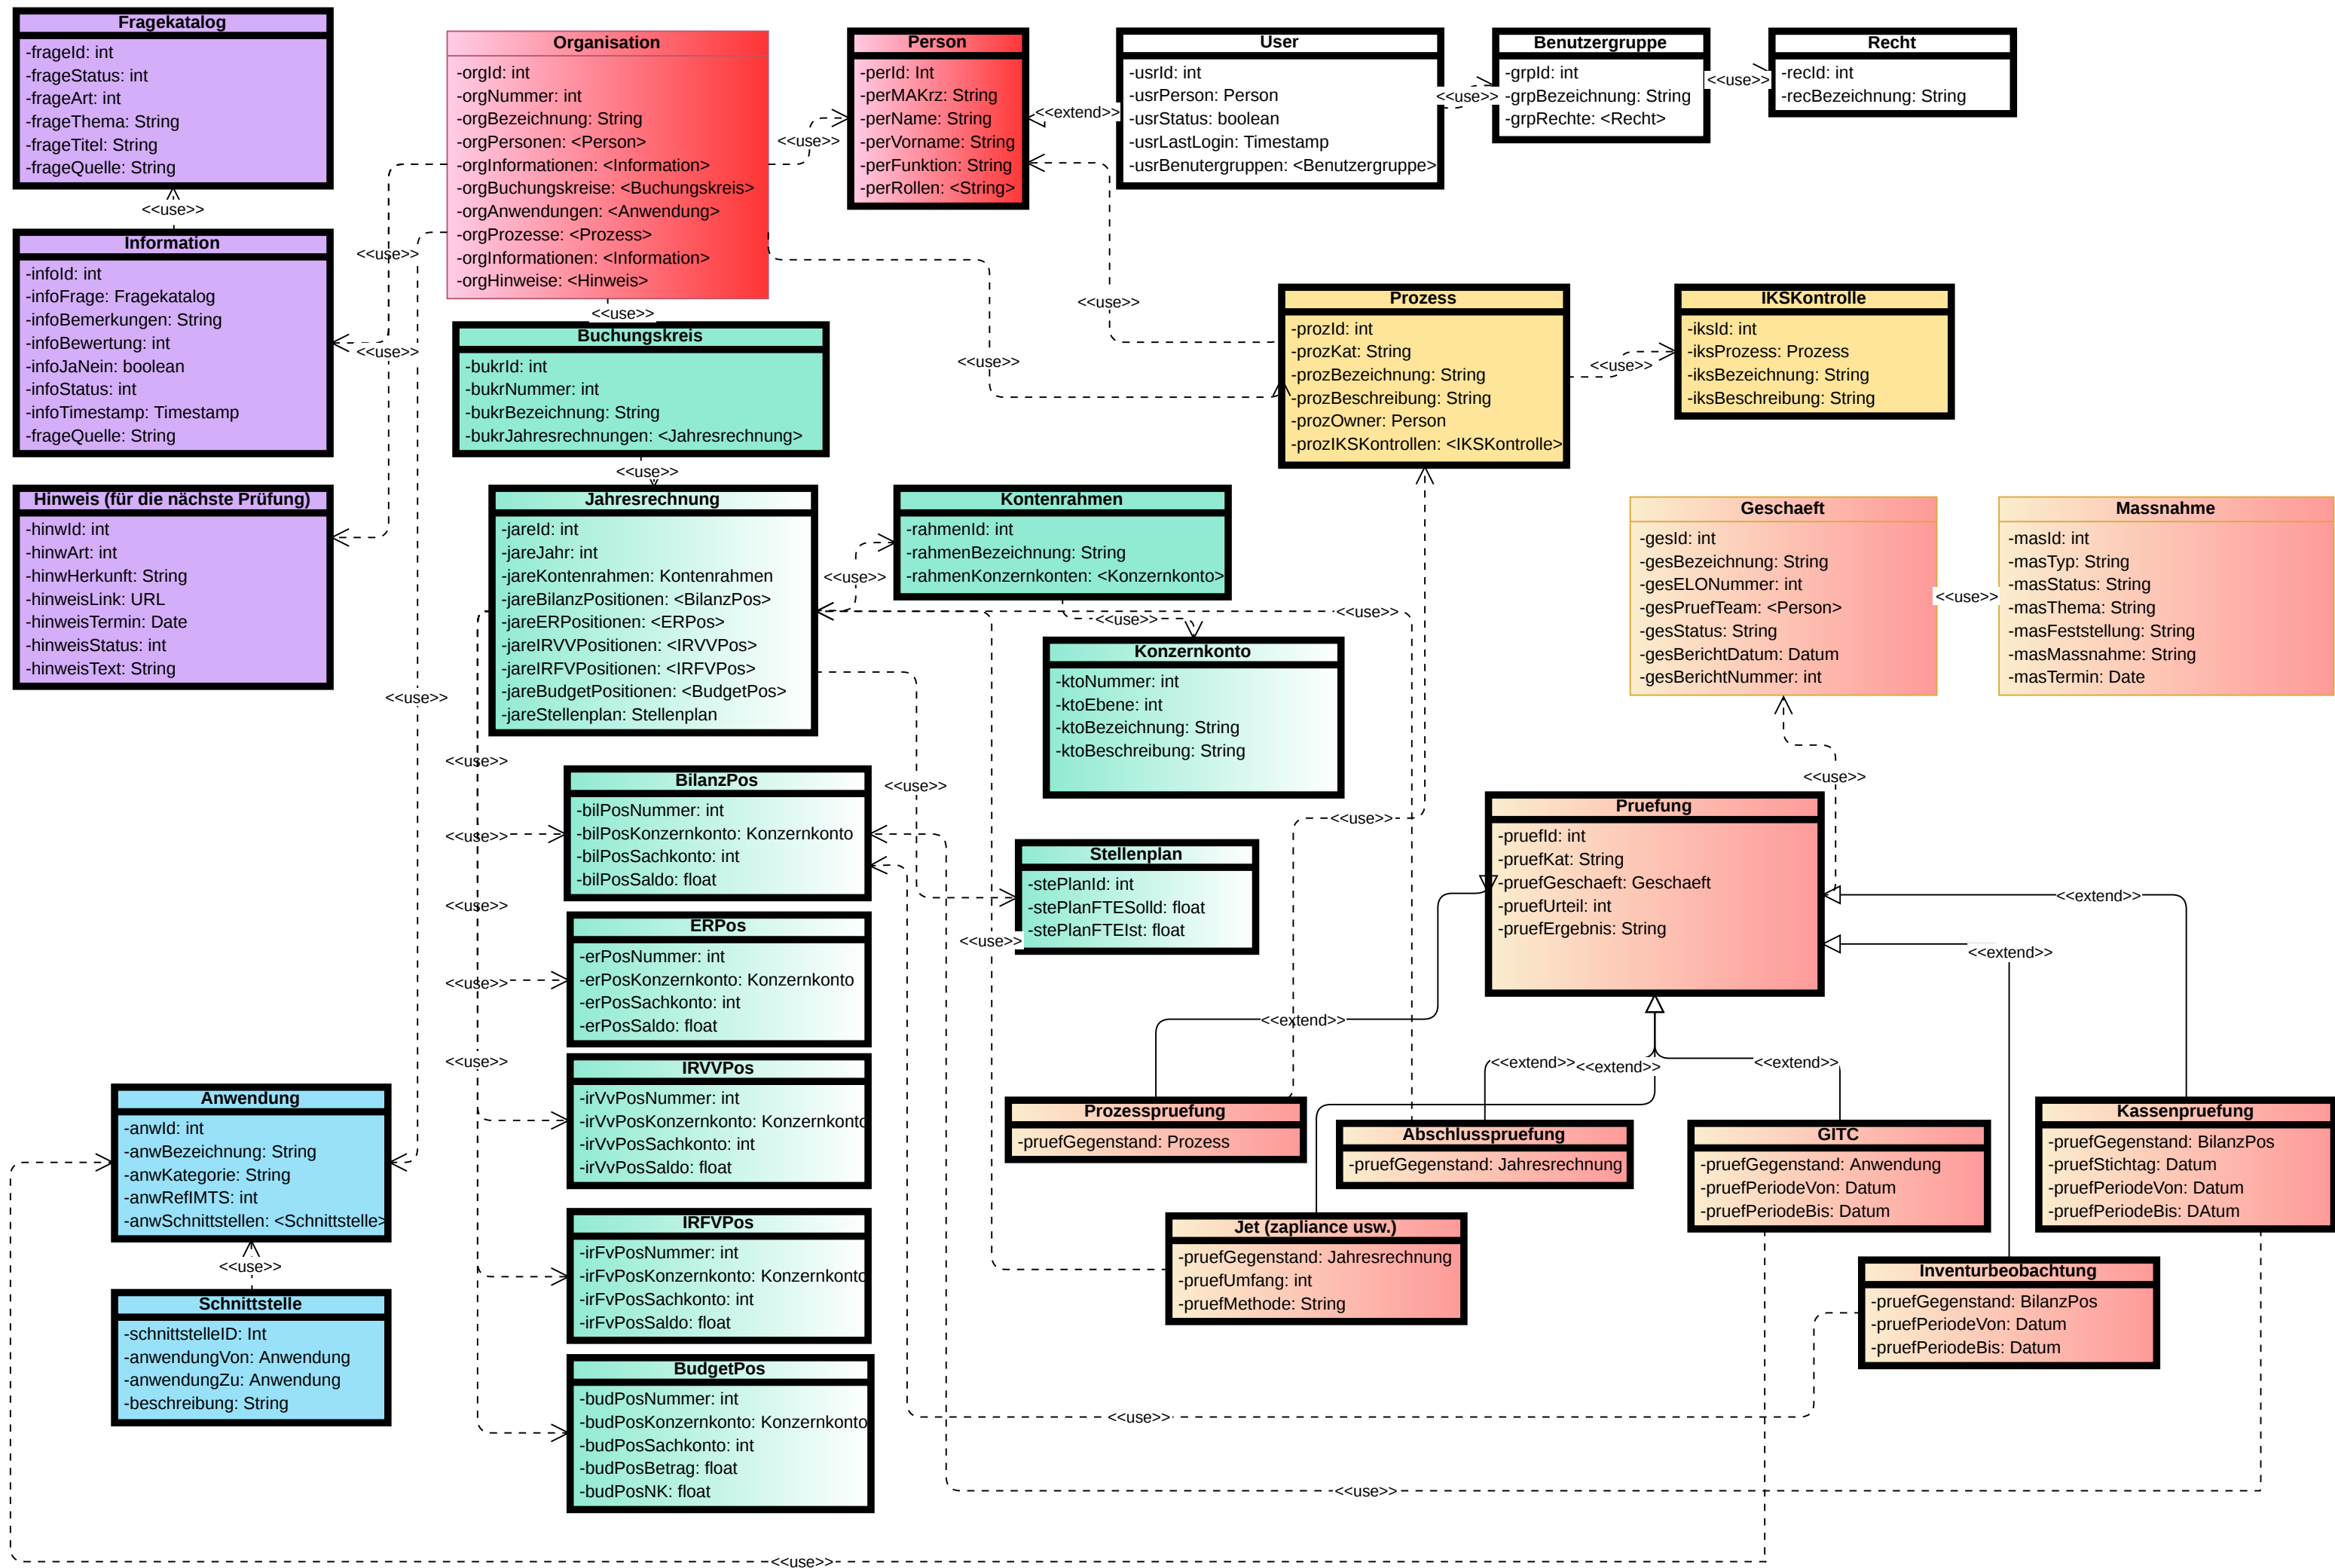 Fragekatalog
-frageId: int
-frageStatus: int
-frageArt: int
-frageThema: String
-frageTitel: String
-frageQuelle: String
<<use>>
Information
-infoId: int
-infoFrage: Fragekatalog
-infoBemerkungen: String
-infoBewertung: int
-infoJaNein: boolean
-infoStatus: int
-infoTimestamp: Timestamp
-frageQuelle: String
Hinweis (für die nächste Prüfung)
-hinwId: int
-hinwArt: int
-hinwHerkunft: String
-hinweisLink: URL
-hinweisTermin: Date
-hinweisStatus: int
-hinweisText: String
Organisation
-orgId: int
-orgNummer: int
-orgBezeichnung: String
-orgPersonen: <Person>
-orgInformationen: <Information>
-orgBuchungskreise: <Buchungskreis>
-orgAnwendungen: <Anwendung>
-orgProzesse: <Prozess>
-orgInformationen: <Information>
-orgHinweise: <Hinweis>
<<use>>
<<use>>
<<use>>
<<use>>
<<use>>
Person
-perId: Int
-perMAKrz: String
-perName: String
-perVorname: String
-perFunktion: String
-perRollen: <String>
<<extend>>
User
-usrId: int
-usrPerson: Person
-usrStatus: boolean
-usrLastLogin: Timestamp
-usrBenutergruppen: <Benutzergruppe>
<<use>>
Benutzergruppe
-grpId: int
-grpBezeichnung: String
-grpRechte: <Recht>
<<use>>
Recht
-recId: int
-recBezeichnung: String
<<use>>
<<use>>
Prozess
-prozId: int
-prozKat: String
-prozBezeichnung: String
-prozBeschreibung: String
-prozOwner: Person
-prozIKSKontrollen: <IKSKontrolle>
<<use>>
IKSKontrolle
-iksId: int
-iksProzess: Prozess
-iksBezeichnung: String
-iksBeschreibung: String
Buchungskreis
-bukrId: int
-bukrNummer: int
-bukrBezeichnung: String
-bukrJahresrechnungen: <Jahresrechnung>
<<use>>
Jahresrechnung
-jareId: int
-jareJahr: int
-jareKontenrahmen: Kontenrahmen
-jareBilanzPositionen: <BilanzPos>
-jareERPositionen: <ERPos>
-jareIRVVPositionen: <IRVVPos>
-jareIRFVPositionen: <IRFVPos>
-jareBudgetPositionen: <BudgetPos>
-jareStellenplan: Stellenplan
<<use>>
Kontenrahmen
-rahmenId: int
-rahmenBezeichnung: String
-rahmenKonzernkonten: <Konzernkonto>
<<use>>
<<use>>
Konzernkonto
-ktoNummer: int
-ktoEbene: int
-ktoBezeichnung: String
-ktoBeschreibung: String
Geschaeft
-gesId: int
-gesBezeichnung: String
-gesELONummer: int
-gesPruefTeam: <Person>
-gesStatus: String
-gesBerichtDatum: Datum
-gesBerichtNummer: int
<<use>>
Massnahme
-masId: int
-masTyp: String
-masStatus: String
-masThema: String
-masFeststellung: String
-masMassnahme: String
-masTermin: Date
<<use>>
<<use>>
<<use>>
<<use>>
<<use>>
<<use>>
BilanzPos
-bilPosNummer: int
-bilPosKonzernkonto: Konzernkonto
-bilPosSachkonto: int
-bilPosSaldo: float
<<use>>
<<use>>
<<use>>
Stellenplan
-stePlanId: int
-stePlanFTESolld: float
-stePlanFTEIst: float
<<use>>
Pruefung
-pruefId: int
-pruefKat: String
-pruefGeschaeft: Geschaeft
-pruefUrteil: int
-pruefErgebnis: String
<<extend>>
<<extend>>
<<extend>>
<<extend>>
<<extend>>
<<extend>>
ERPos
-erPosNummer: int
-erPosKonzernkonto: Konzernkonto
-erPosSachkonto: int
-erPosSaldo: float
IRVVPos
-irVvPosNummer: int
-irVvPosKonzernkonto: Konzernkonto
-irVvPosSachkonto: int
-irVvPosSaldo: float
IRFVPos
-irFvPosNummer: int
-irFvPosKonzernkonto: Konzernkonto
-irFvPosSachkonto: int
-irFvPosSaldo: float
BudgetPos
-budPosNummer: int
-budPosKonzernkonto: Konzernkonto
-budPosSachkonto: int
-budPosBetrag: float
-budPosNK: float
Anwendung
-anwId: int
-anwBezeichnung: String
-anwKategorie: String
-anwRefIMTS: int
-anwSchnittstellen: <Schnittstelle>
<<use>>
Schnittstelle
-schnittstelleID: Int
-anwendungVon: Anwendung
-anwendungZu: Anwendung
-beschreibung: String
Prozesspruefung
-pruefGegenstand: Prozess
Abschlusspruefung
-pruefGegenstand: Jahresrechnung
GITC
-pruefGegenstand: Anwendung
-pruefPeriodeVon: Datum
-pruefPeriodeBis: Datum
Kassenpruefung
-pruefGegenstand: BilanzPos
-pruefStichtag: Datum
-pruefPeriodeVon: Datum
-pruefPeriodeBis: DAtum
Jet (zapliance usw.)
-pruefGegenstand: Jahresrechnung
-pruefUmfang: int
-pruefMethode: String
Inventurbeobachtung
-pruefGegenstand: BilanzPos
-pruefPeriodeVon: Datum
-pruefPeriodeBis: Datum
<<use>>
<<use>>
<<use>>